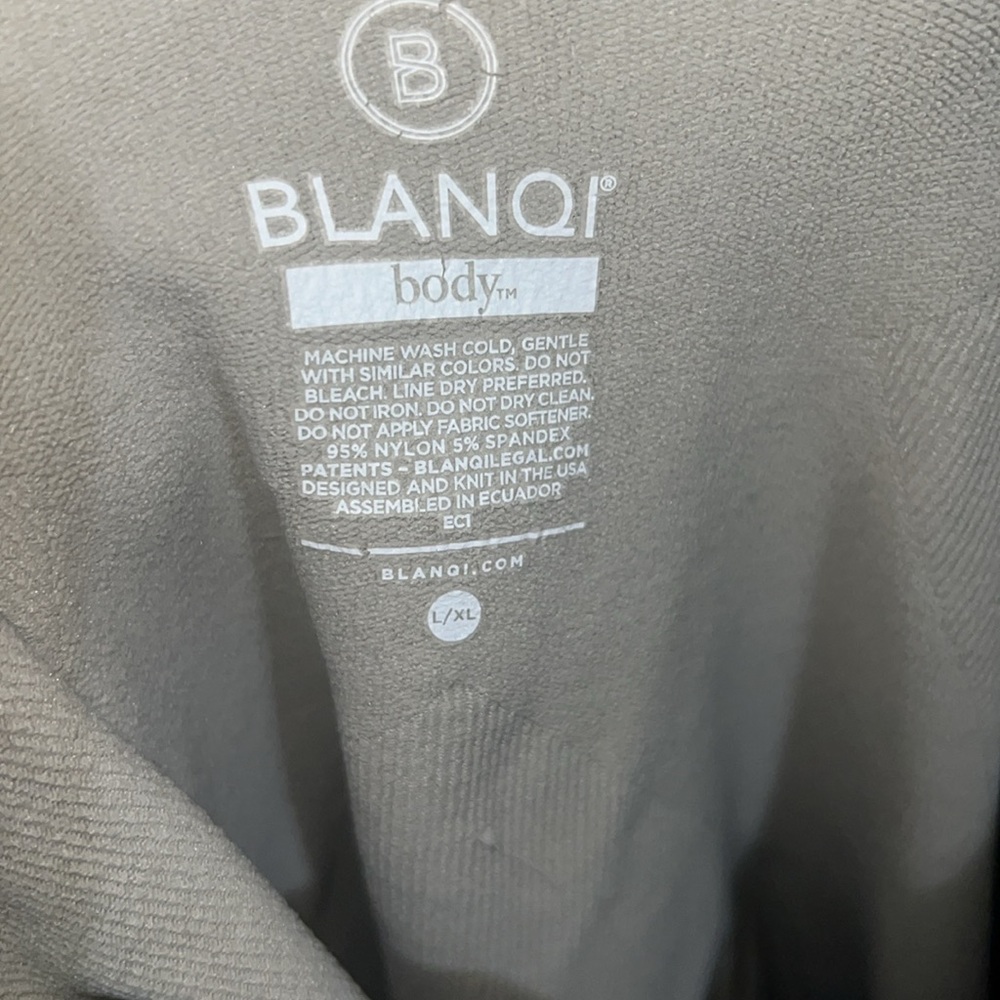 B
BLANQI®
body™
MACHINE WASH COLD, GENTLE
WITH SIMILAR COLORS. DO NOT
BLEACH. LINE DRY PREFERRED.
DO NOT IRON. DO NOT DRY CLEAN.
DO NOT APPLY FABRIC SOFTENER.
95% NYLON 5% SPANDEX
PATENTS – BLANQILEGAL.COM
DESIGNED AND KNIT IN THE USA
ASSEMBLED IN ECUADOR
EC1
BLANQI.COM
L/XL